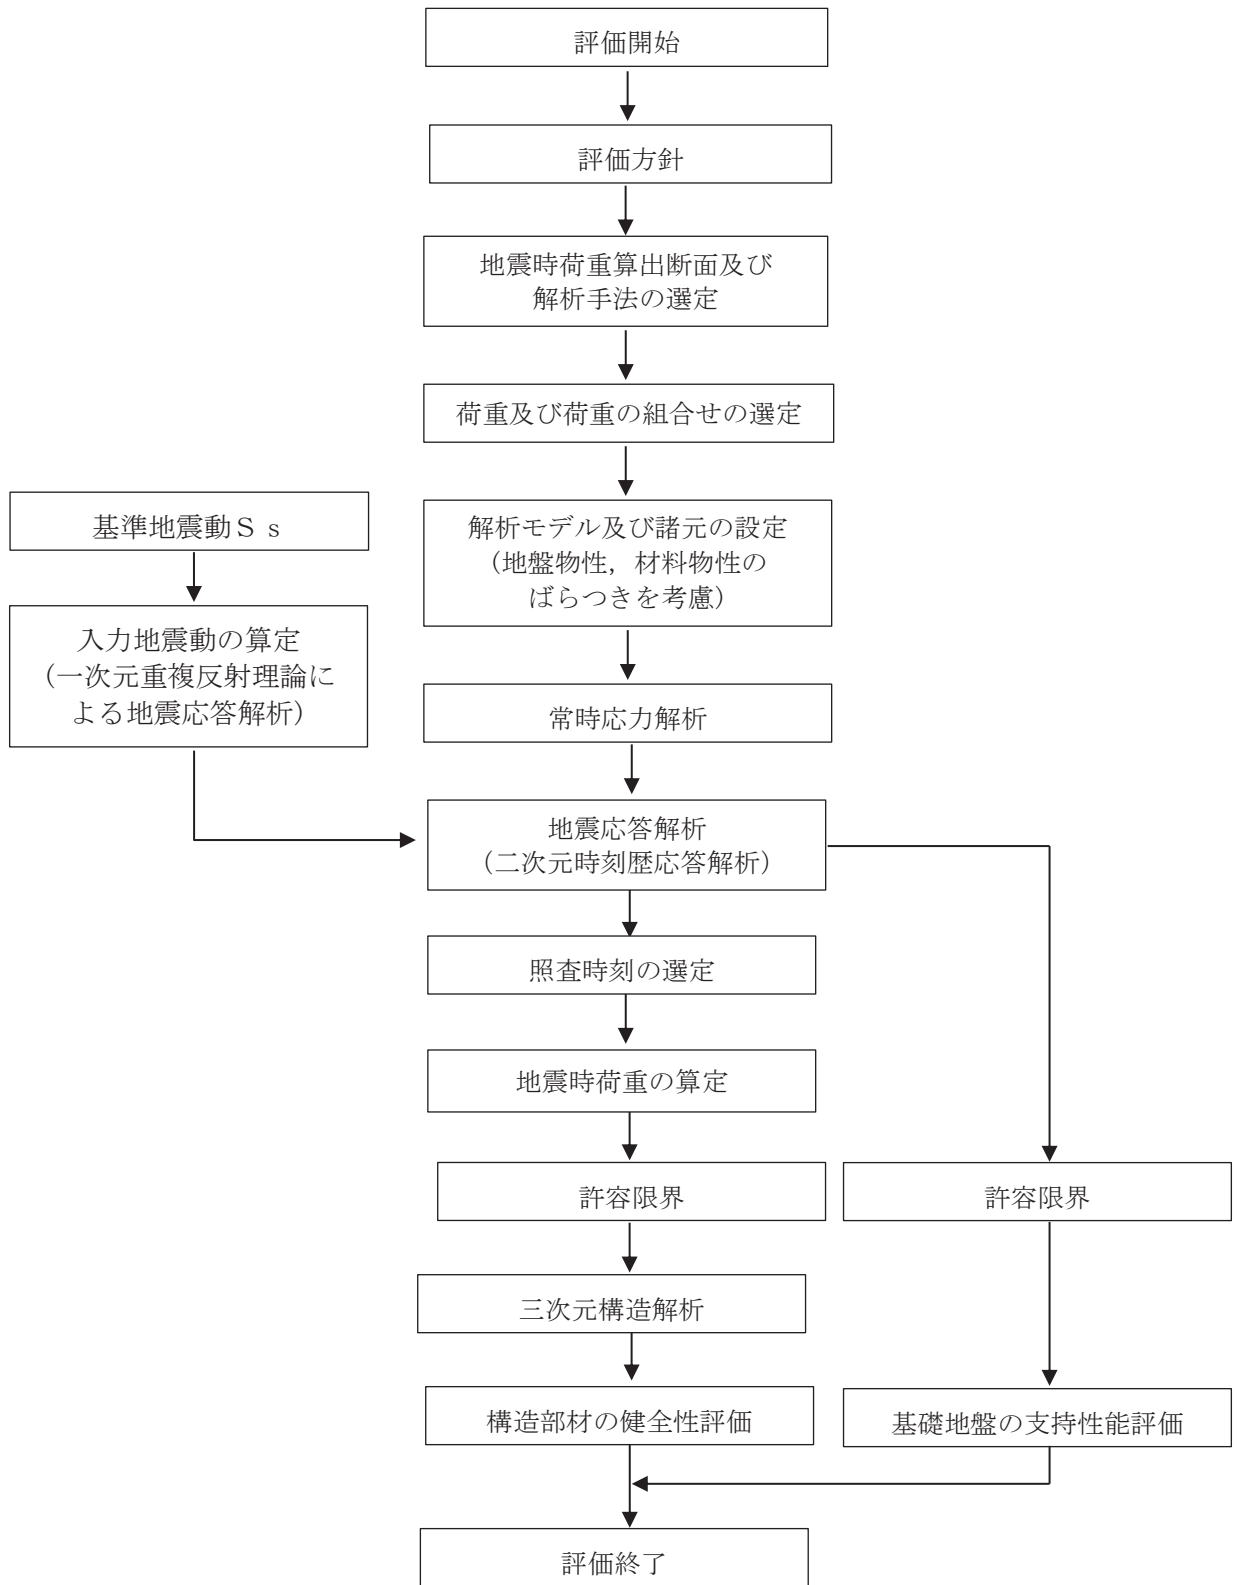 評価開始
評価方針
地震時荷重算出断面及び
解析手法の選定
荷重及び荷重の組合せの選定
基準地震動Ｓｓ
解析モデル及び諸元の設定
（地盤物性，材料物性の
ばらつきを考慮）
入力地震動の算定
（一次元重複反射理論に
よる地震応答解析）
常時応力解析
地震応答解析
（二次元時刻歴応答解析）
照査時刻の選定
地震時荷重の算定
許容限界
許容限界
三次元構造解析
構造部材の健全性評価
基礎地盤の支持性能評価
評価終了